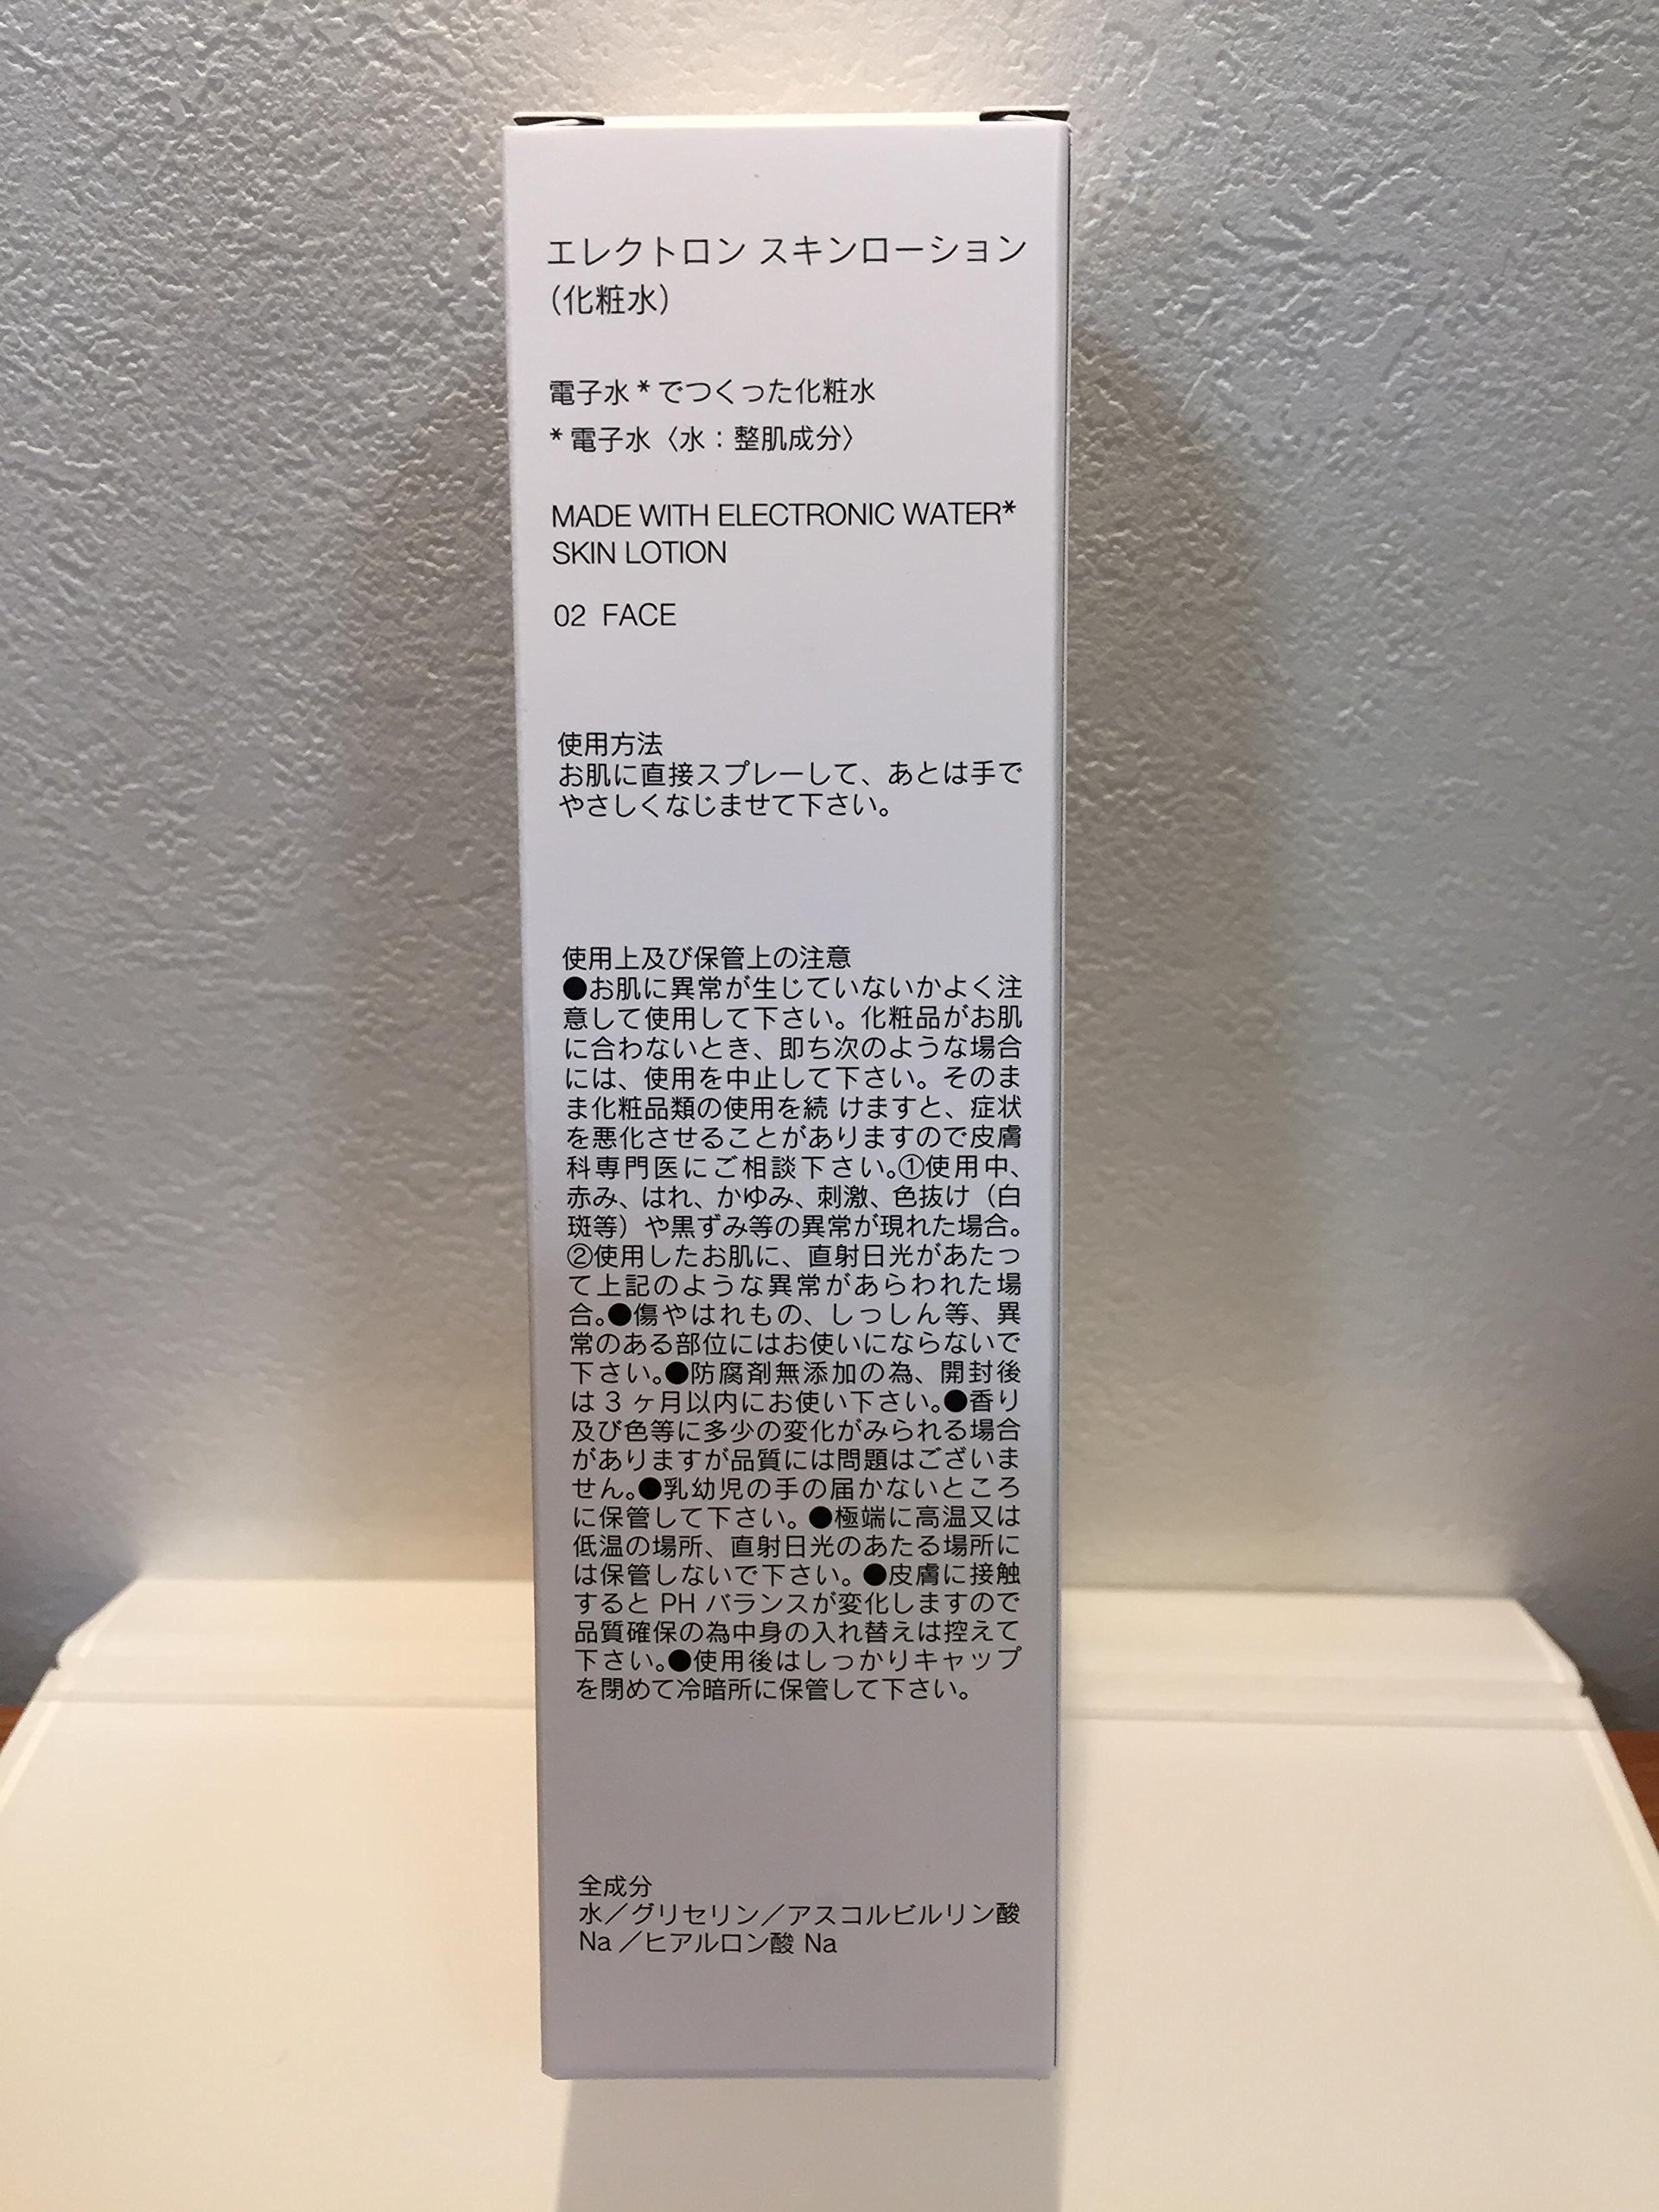 エレクトロン スキンローション
（化粧水）
電子水 * でつくった化粧水
* 電子水〈水：整肌成分〉
MADE WITH ELECTRONIC WATER*
SKIN LOTION
02 FACE
使用方法
お肌に直接スプレーして、あとは手で
やさしくなじませて下さい。
使用上及び保管上の注意
●お肌に異常が生じていないかよく注
意して使用して下さい。化粧品がお肌
に合わないとき、即ち次のような場合
には、使用を中止して下さい。そのま
ま化粧品類の使用を続 けますと、症状
を悪化させることがありますので皮膚
科専門医にご相談下さい。①使用中、
赤み、はれ、かゆみ、刺激、色抜け（白
斑等）や黒ずみ等の異常が現れた場合。
②使用したお肌に、直射日光があたっ
て上記のような異常があらわれた場
合。●傷やはれもの、しっしん等、異
常のある部位にはお使いにならないで
下さい。●防腐剤無添加の為、開封後
は 3 ヶ月以内にお使い下さい。●香り
及び色等に多少の変化がみられる場合
がありますが品質には問題はございま
せん。●乳幼児の手の届かないところ
に保管して下さい。●極端に高温又は
低温の場所、直射日光のあたる場所に
は保管しないで下さい。●皮膚に接触
すると PH バランスが変化しますので
品質確保の為中身の入れ替えは控えて
下さい。●使用後はしっかりキャップ
を閉めて冷暗所に保管して下さい。
全成分
水／グリセリン／アスコルビルリン酸
Na ／ヒアルロン酸 Na